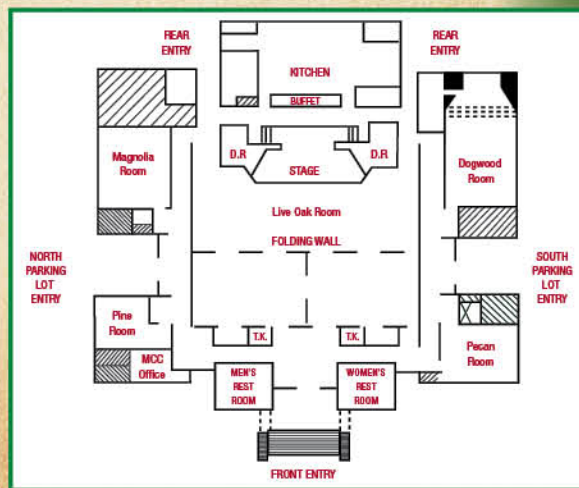 REAR
ENTRY
REAR
ENTRY
KITCHEN
BUFFET
D.R
D.R
STAGE
Magnolia
Room
Dogwood
Room
Live Oak Room
FOLDING WALL
NORTH
PARKING
LOT
ENTRY
SOUTH
PARKING
LOT
ENTRY
Pine
Room
T.K.
T.K.
MCC
Office
Pecan
Room
MEN'S
REST
ROOM
WOMEN'S
REST
ROOM
FRONT ENTRY